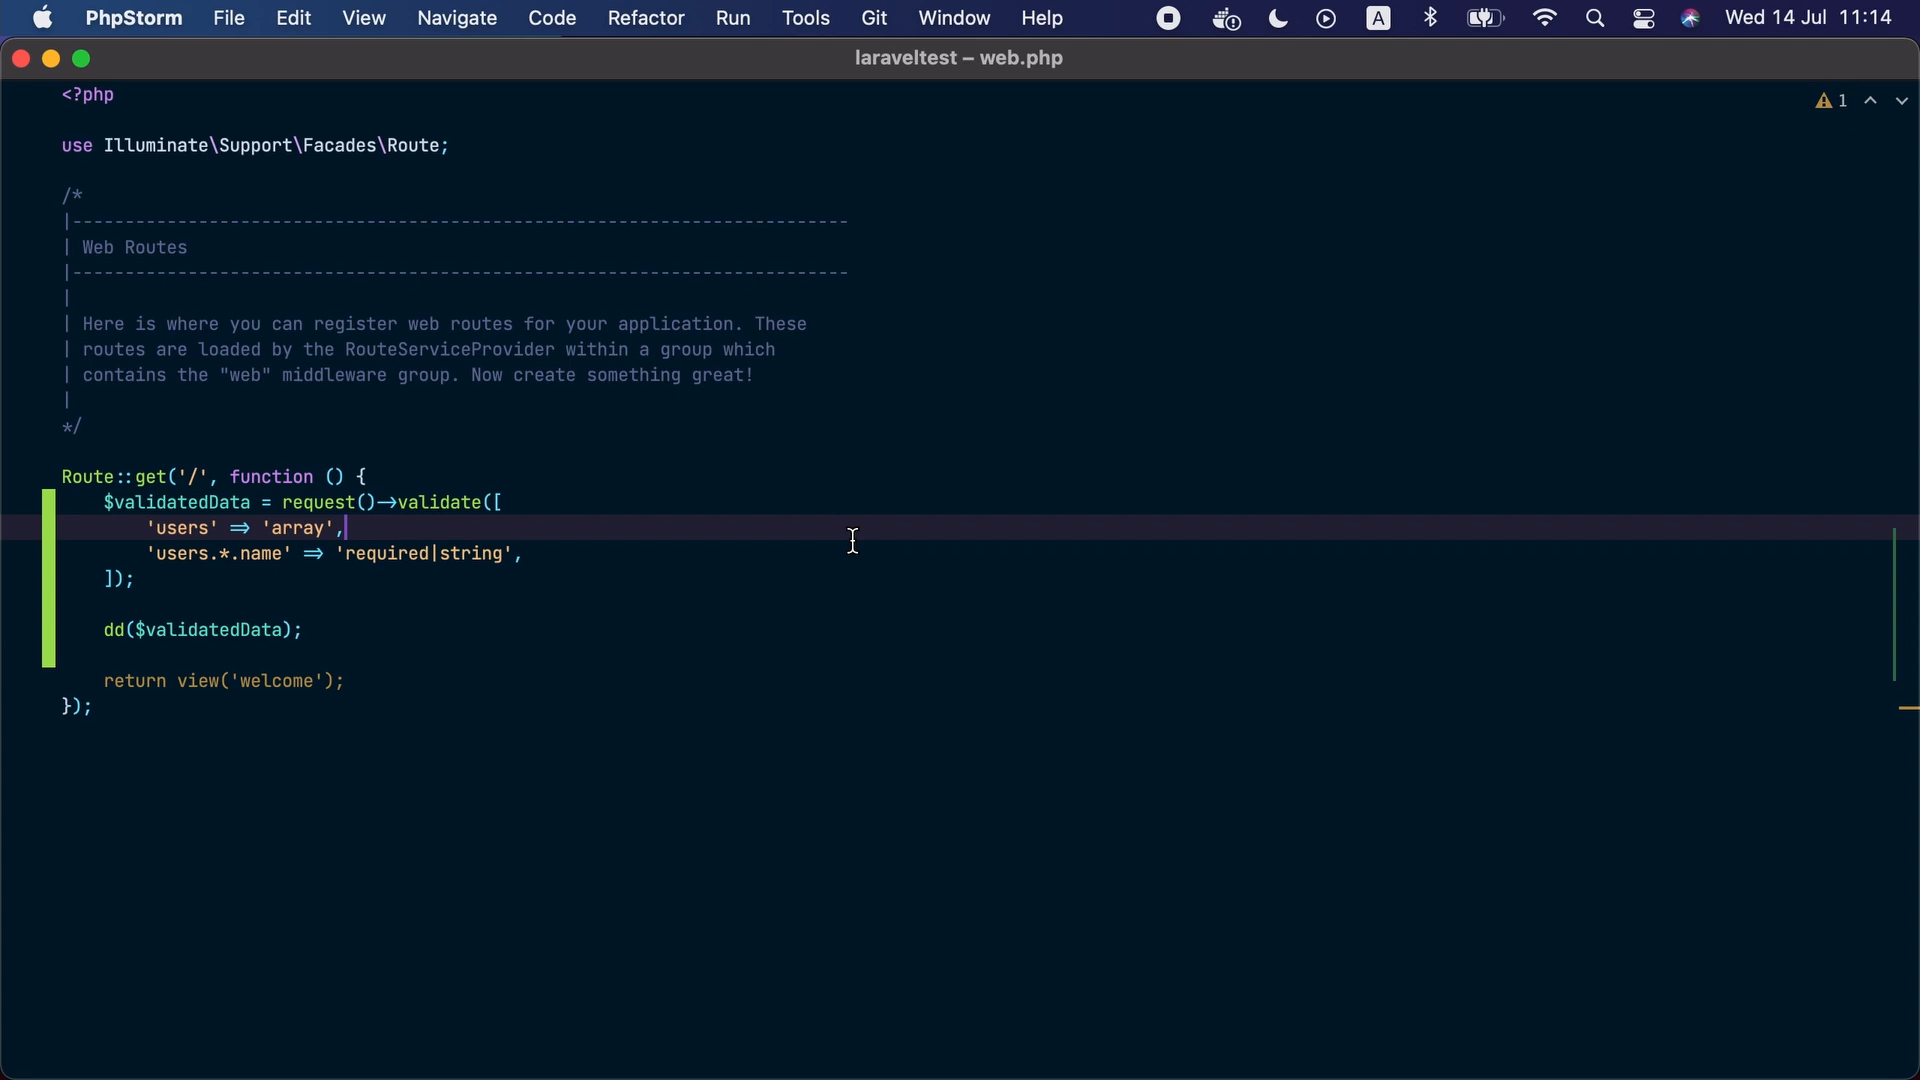 PhpStorm File Edit View Navigate Code Refactor Run Tools Git Window Help A Wed 14 Jul 11:14
laraveltest – web.php
<?php
1
use Illuminate\Support\Facades\Route;
/*
|--------------------------------------------------------------------------
| Web Routes
|--------------------------------------------------------------------------
|
| Here is where you can register web routes for your application. These
| routes are loaded by the RouteServiceProvider within a group which
| contains the "web" middleware group. Now create something great!
|
*/
Route::get('/', function () {
$validatedData = request()->validate([
'users' => 'array',
'users.*.name' => 'required|string',
]);
dd($validatedData);
return view('welcome');
});